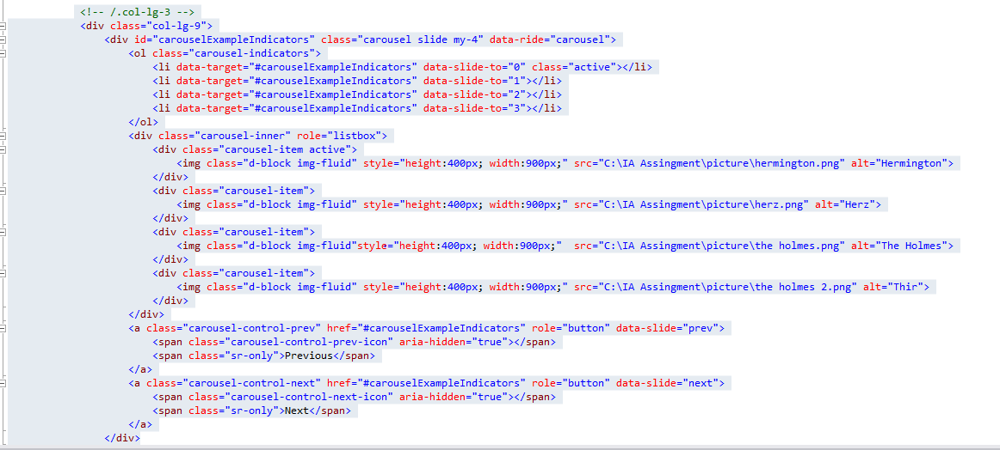 <!-- /.col-lg-3 -->
<div class="col-lg-9">
<div id="carouselExampleIndicators" class="carousel slide my-4" data-ride="carousel">
<ol class="carousel-indicators">
<li data-target="#carouselExampleIndicators" data-slide-to="0" class="active"></li>
<li data-target="#carouselExampleIndicators" data-slide-to="1"></li>
<li data-target="#carouselExampleIndicators" data-slide-to="2"></li>
<li data-target="#carouselExampleIndicators" data-slide-to="3"></li>
</ol>
<div class="carousel-inner" role="listbox">
<div class="carousel-item active">
<img class="d-block img-fluid" style="height:400px; width:900px;" src="C:\IA Assingment\picture\hermington.png" alt="Hermington">
</div>
<div class="carousel-item">
<img class="d-block img-fluid" style="height:400px; width:900px;" src="C:\IA Assingment\picture\herz.png" alt="Herz">
</div>
<div class="carousel-item">
<img class="d-block img-fluid"style="height:400px; width:900px;"  src="C:\IA Assingment\picture\the holmes.png" alt="The Holmes">
</div>
<div class="carousel-item">
<img class="d-block img-fluid" style="height:400px; width:900px;" src="C:\IA Assingment\picture\the holmes 2.png" alt="Thir">
</div>
</div>
<a class="carousel-control-prev" href="#carouselExampleIndicators" role="button" data-slide="prev">
<span class="carousel-control-prev-icon" aria-hidden="true"></span>
<span class="sr-only">Previous</span>
</a>
<a class="carousel-control-next" href="#carouselExampleIndicators" role="button" data-slide="next">
<span class="carousel-control-next-icon" aria-hidden="true"></span>
<span class="sr-only">Next</span>
</a>
</div>